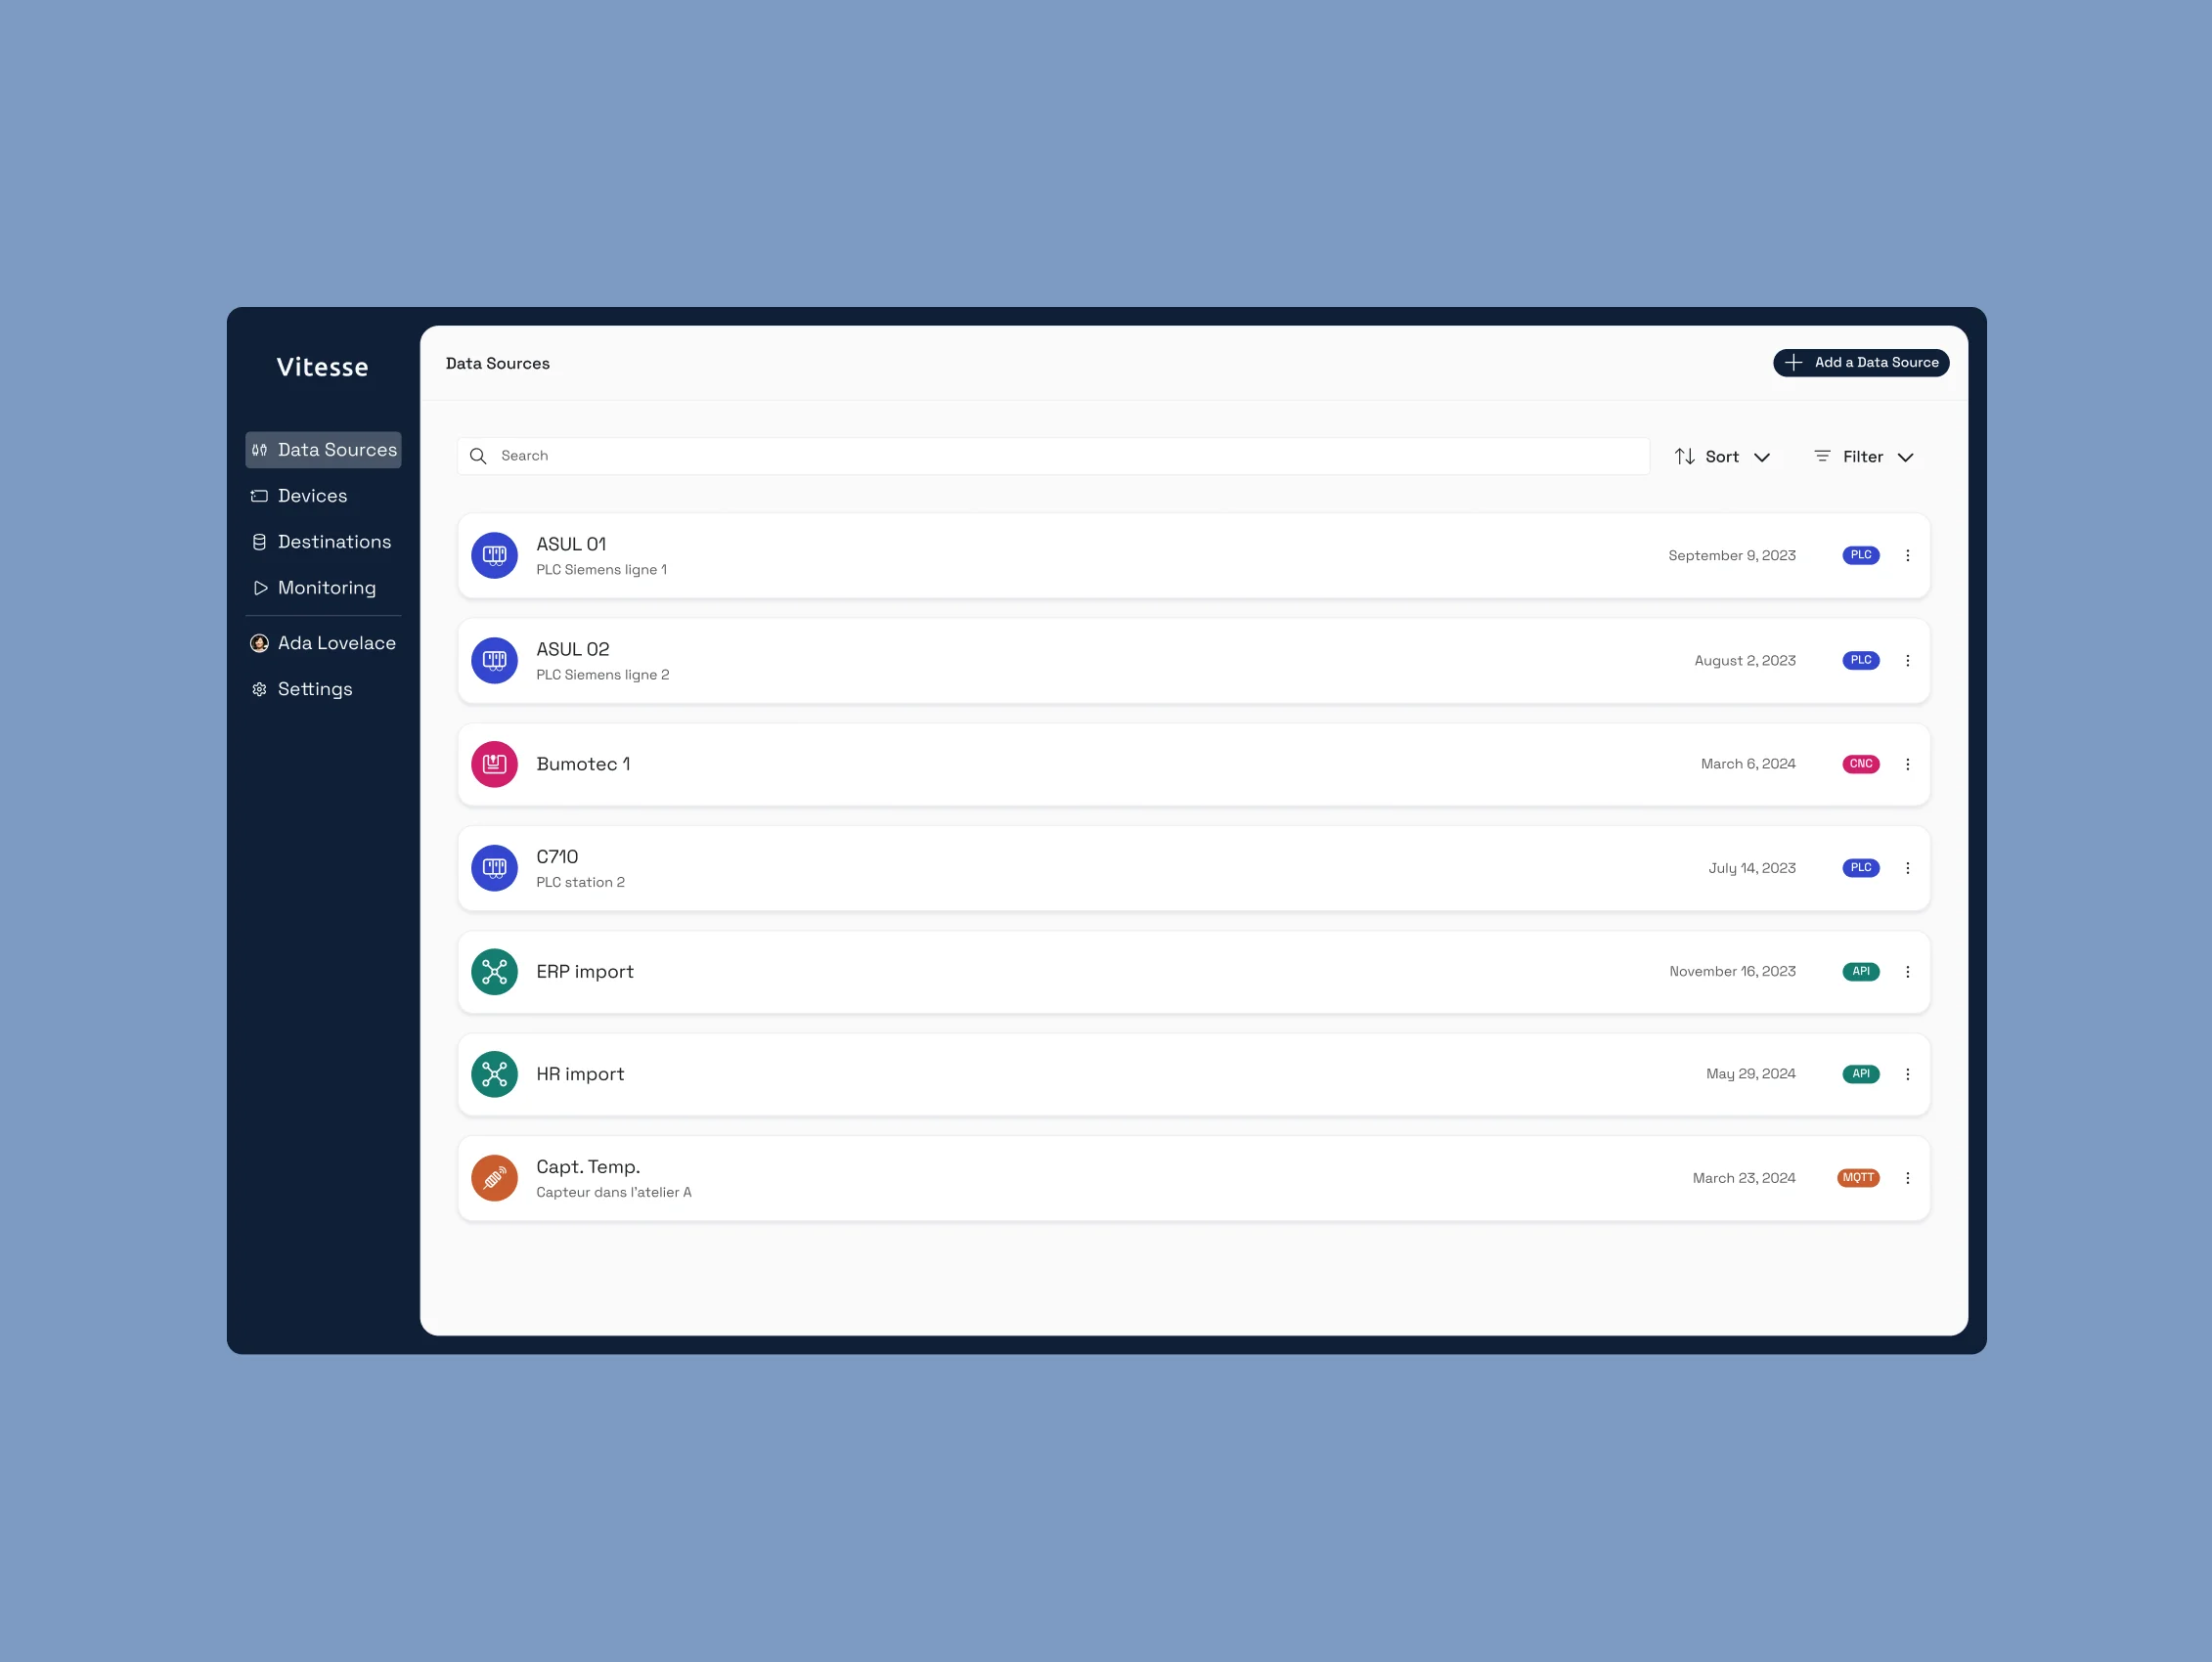 Vitesse
Data Sources
Devices
Destinations
Monitoring
Ada Lovelace
Settings
Data Sources
Add a Data Source
Search
Sort
Filter
ASUL 01
PLC Siemens ligne 1
September 9, 2023
PLC
ASUL 02
PLC Siemens ligne 2
August 2, 2023
PLC
Bumotec 1
March 6, 2024
CNC
C710
PLC station 2
July 14, 2023
PLC
ERP import
November 16, 2023
API
HR import
May 29, 2024
API
Capt. Temp.
Capteur dans l'atelier A
March 23, 2024
MQTT